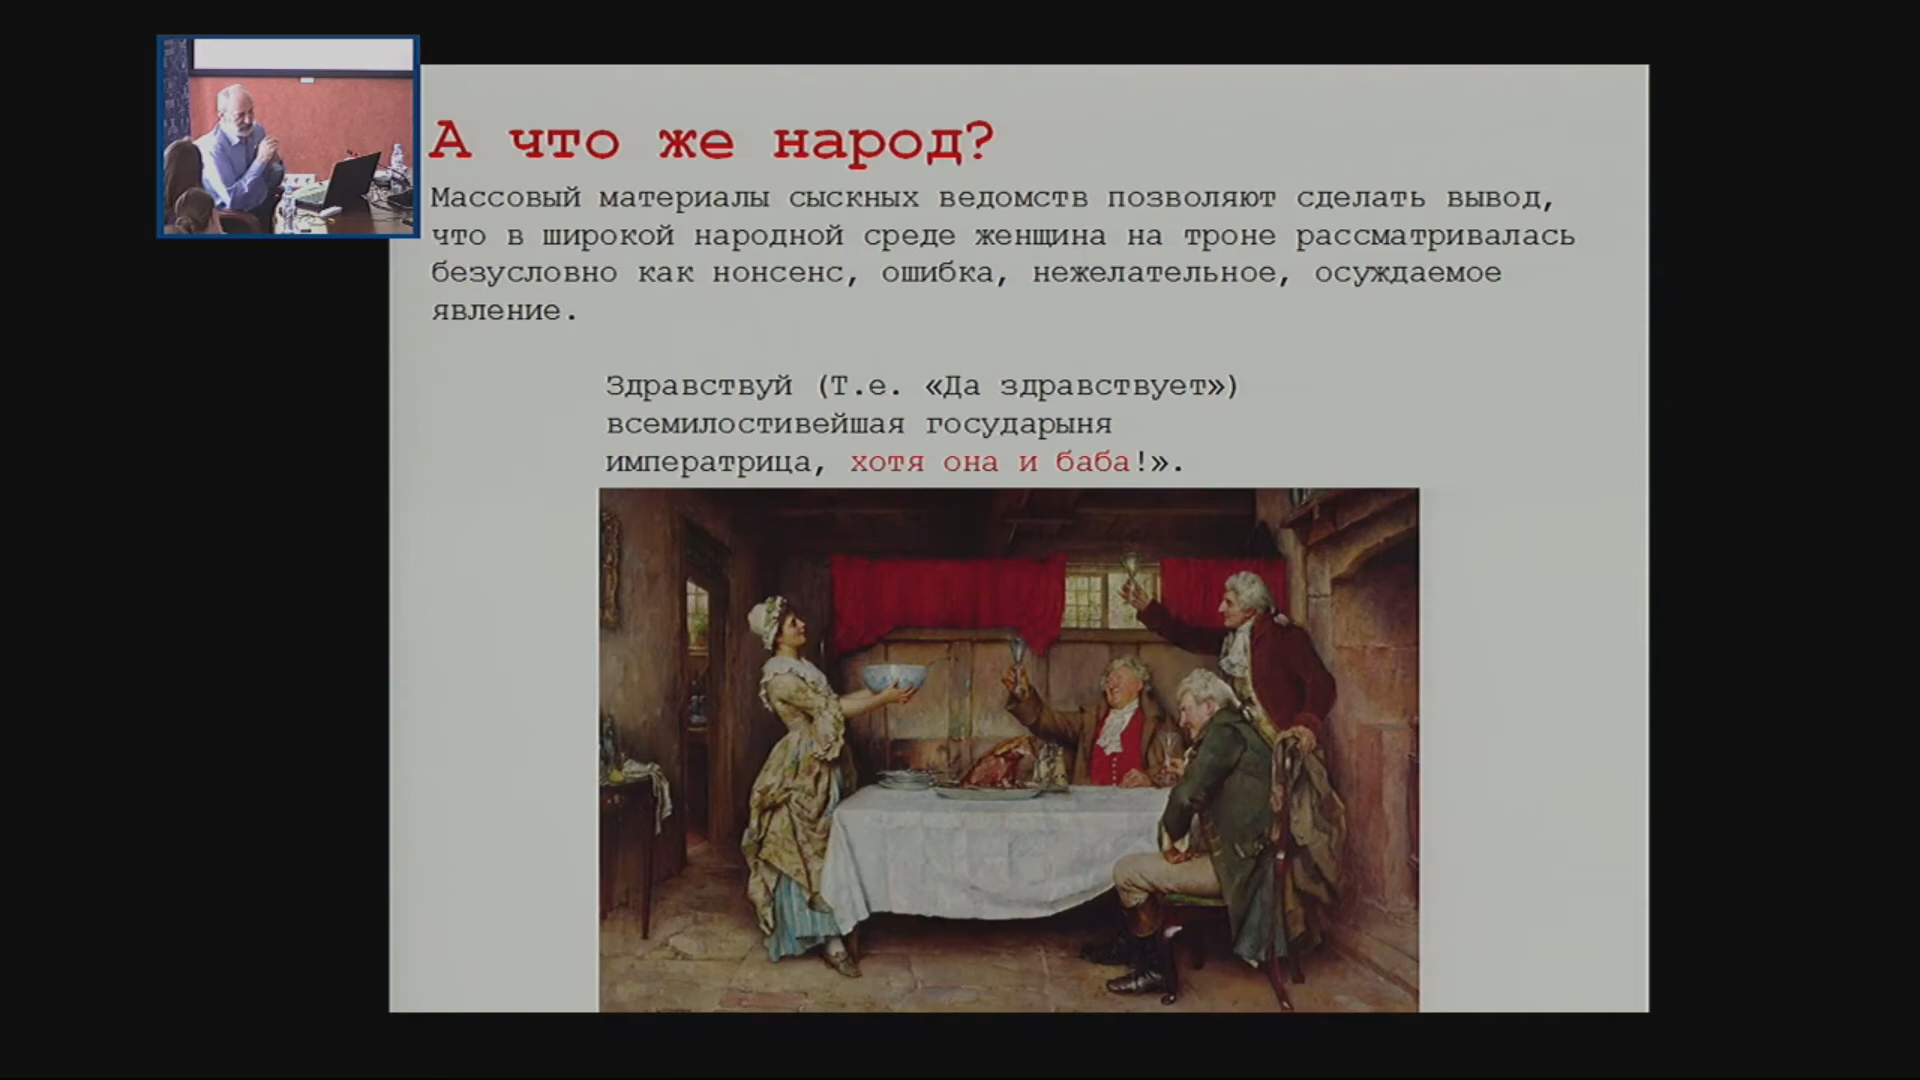 А что же народ?
Массовый материалы сыскных ведомств позволяют сделать вывод,
что в широкой народной среде женщина на троне рассматривалась
безусловно как нонсенс, ошибка, нежелательное, осуждаемое
явление.
Здравствуй (Т.е. «Да здравствует»)
всемилостивейшая государыня
императрица, хотя она и баба!».